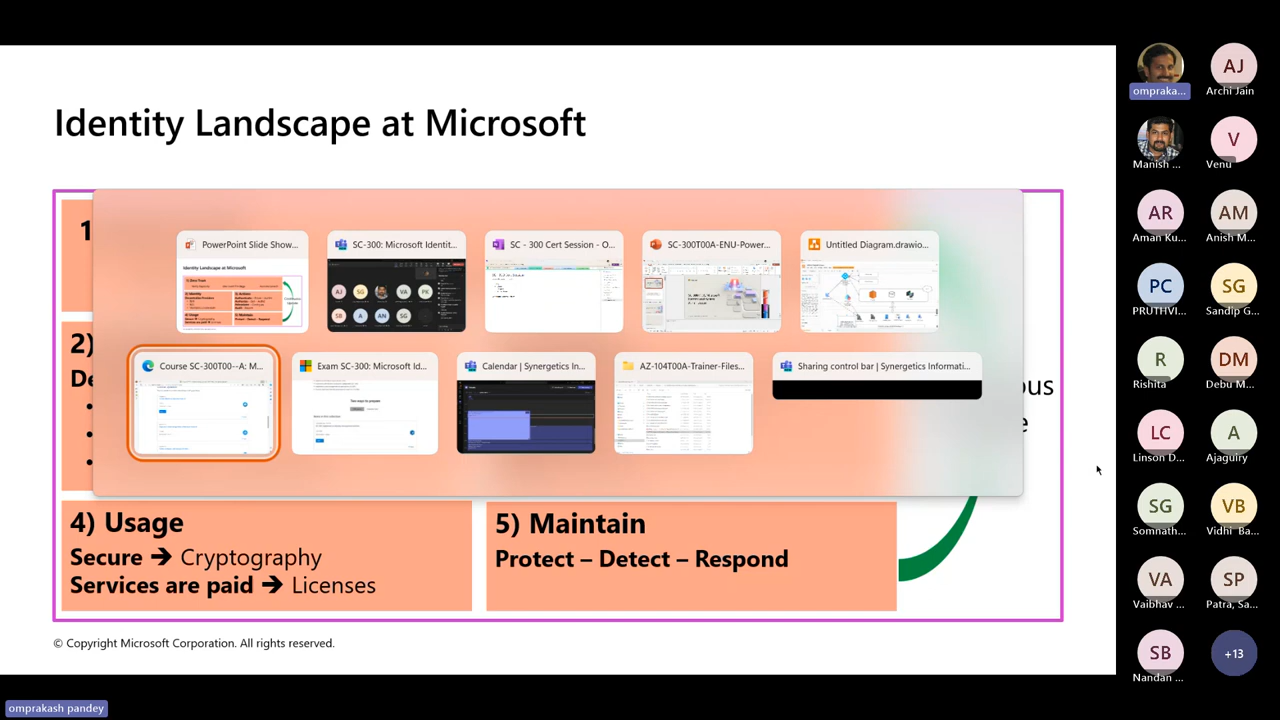 Identity Landscape at Microsoft
1
PowerPoint Slide Show...
SC-300: Microsoft Identit...
SC - 300 Cert Session - O...
SC-300T00A-ENU-Power...
Untitled Diagram.drawio...
Identity Landscape at Microsoft
Course SC-300T00--A: M...
Exam SC-300: Microsoft Id...
Calendar | Synergetics In...
AZ-104T00A-Trainer-Files...
Sharing control bar | Synergetics Informati...
2)
De
•
•
•
ous
e
4) Usage
Secure ➔ Cryptography
Services are paid ➔ Licenses
5) Maintain
Protect – Detect – Respond
© Copyright Microsoft Corporation. All rights reserved.
omprakash pandey
ompraka...
AJ
Archi Jain
Manish ...
V
Venu
AR
Aman Ku...
AM
Anish M...
PC
PRUTHVI...
SG
Sandip G...
R
Rishita
DM
Debu M...
LC
Linson D...
A
Ajaguiry
SG
Somnath...
VB
Vidhi Ba...
VA
Vaibhav ...
SP
Patra, Sa...
SB
Nandan ...
+13